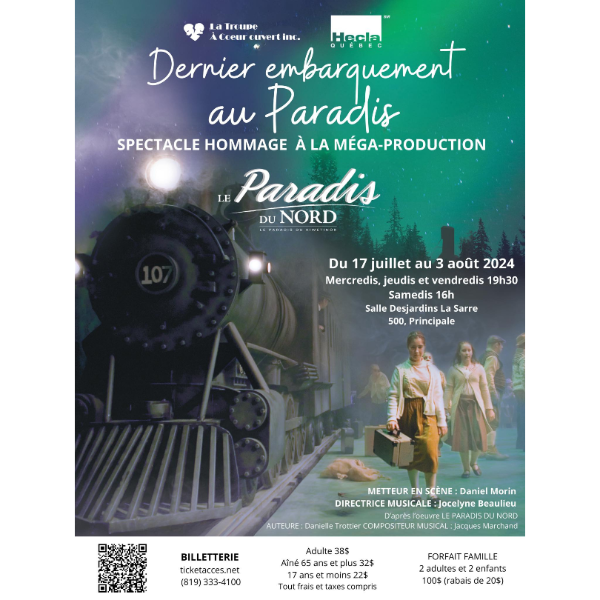 La Troupe
À Coeur ouvert inc.
Hecla
QUÉBEC
Dernier embarquement
au Paradis
SPECTACLE HOMMAGE À LA MÉGA-PRODUCTION
LE Paradis
DU NORD
107
Du 17 juillet au 3 août 2024
Mercredis, jeudis et vendredis 19h30
Samedis 16h
Salle Desjardins La Sarre
500, Principale
METTEUR EN SCÈNE : Daniel Morin
DIRECTRICE MUSICALE : Jocelyne Beaulieu
D'après l'oeuvre LE PARADIS DU NORD
AUTEURE : Danielle Trottier COMPOSITEUR MUSICAL : Jacques Marchand
BILLETTERIE
ticketacces.net
(819) 333-4100
Adulte 38$
Aîné 65 ans et plus 32$
17 ans et moins 22$
Tout frais et taxes compris
FORFAIT FAMILLE
2 adultes et 2 enfants
100$ (rabais de 20$)